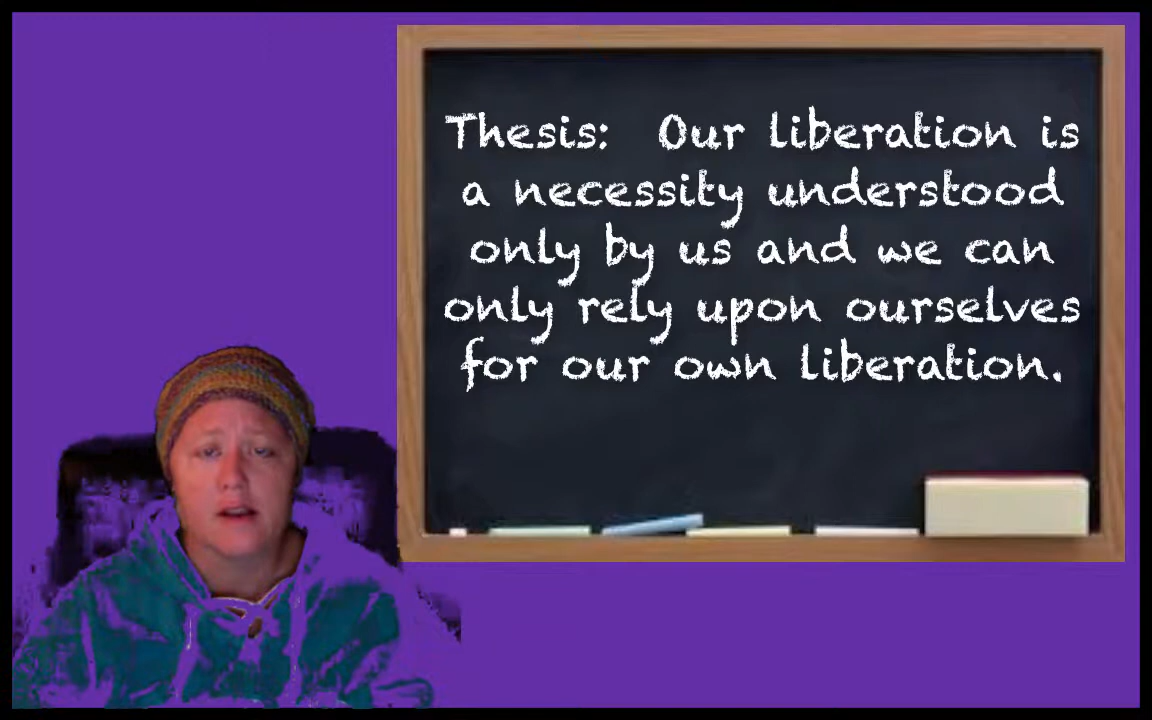 Thesis: Our liberation is
a necessity understood
only by us and we can
only rely upon ourselves
for our own liberation.